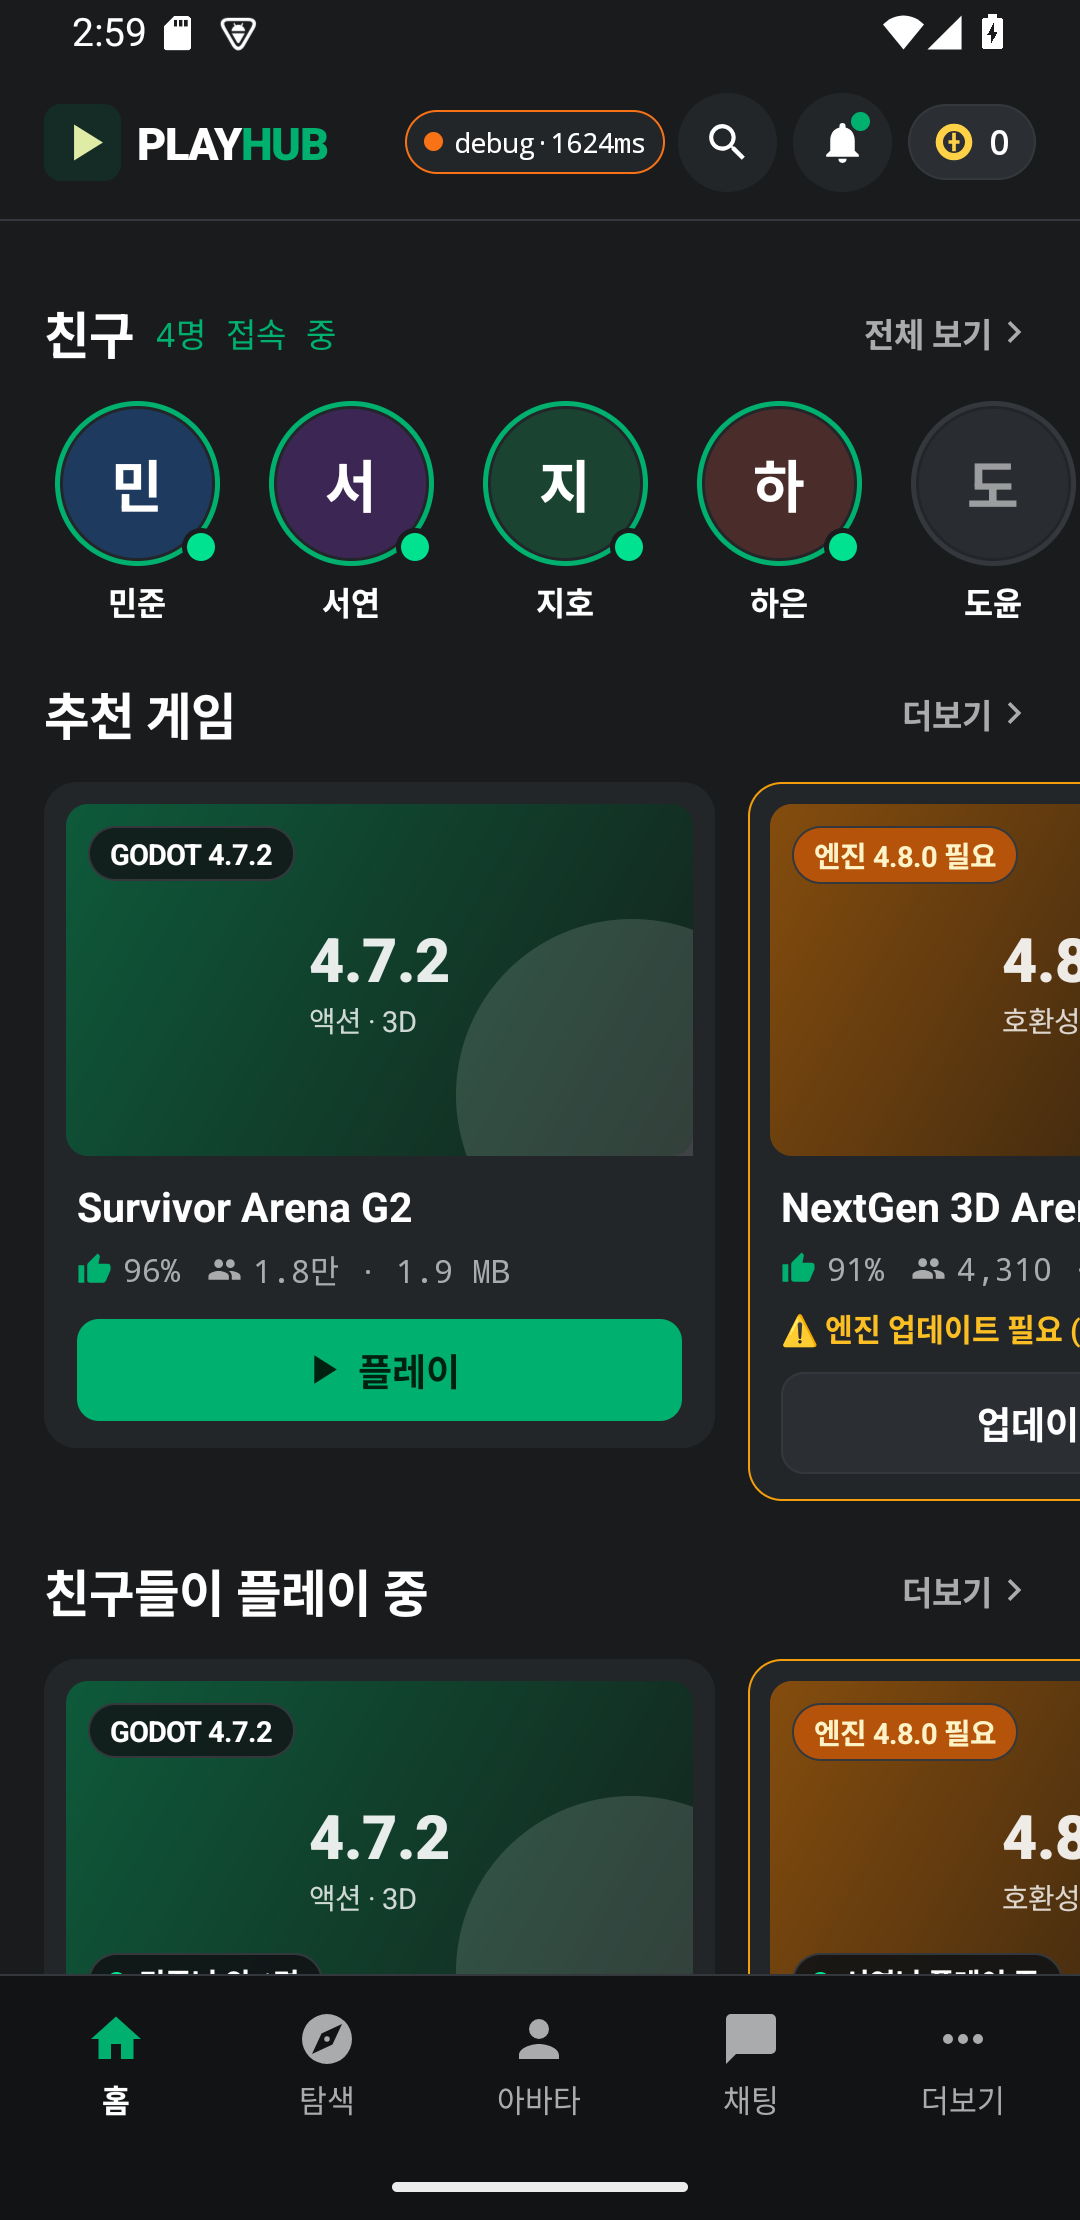 2:59
PLAYHUB
debug·1624ms
0
친구 4명 접속 중
전체 보기
민
서
지
하
도
민준
서연
지호
하은
도윤
추천 게임
더보기
GODOT 4.7.2
4.7.2
액션 · 3D
Survivor Arena G2
96% 1.8만 · 1.9 MB
플레이
엔진 4.8.0 필요
4.8
호환성
NextGen 3D
91% 4,310
엔진 업데이트 필요
친구들이 플레이 중
더보기
GODOT 4.7.2
4.7.2
액션 · 3D
엔진 4.8.0 필요
4.8
호환성
홈
탐색
아바타
채팅
더보기